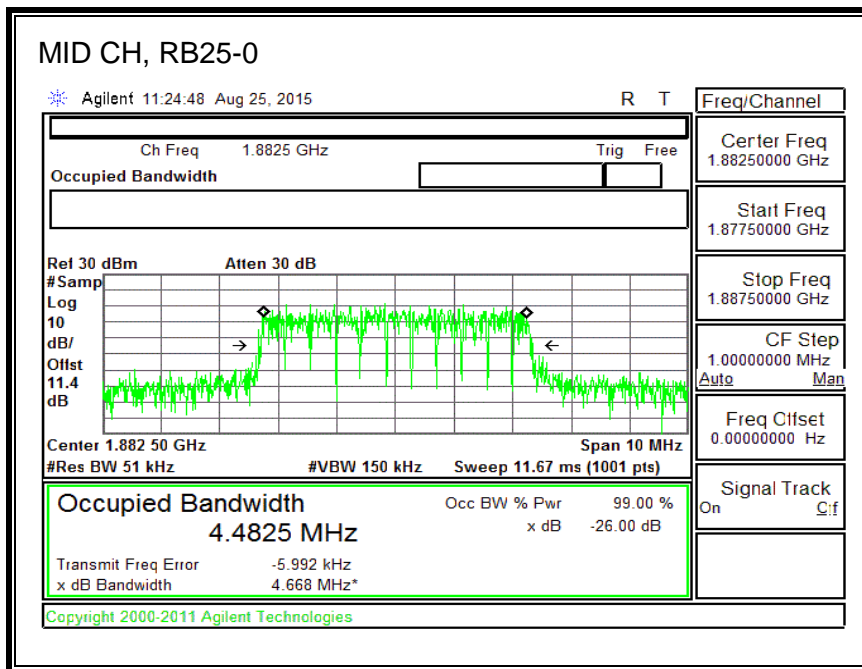 MID CH, RB25-0
Agilent 11:24:48 Aug 25, 2015 R T
Ch Freq 1.8825 GHz Trig Free
Occupied Bandwidth
Ref 30 dBm Atten 30 dB
#Samp
Log
10
dB/
Offst
11.4
dB
Center 1.882 50 GHz Span 10 MHz
#Res BW 51 kHz #VBW 150 kHz Sweep 11.67 ms (1001 pts)
Occupied Bandwidth Occ BW % Pwr 99.00 %
4.4825 MHz x dB -26.00 dB
Transmit Freq Error -5.992 kHz
x dB Bandwidth 4.668 MHz*
Copyright 2000-2011 Agilent Technologies
Freq/Channel
Center Freq
1.88250000 GHz
Start Freq
1.87750000 GHz
Stop Freq
1.88750000 GHz
CF Step
1.00000000 MHz
Auto Man
Freq Offset
0.00000000 Hz
Signal Track
On Off